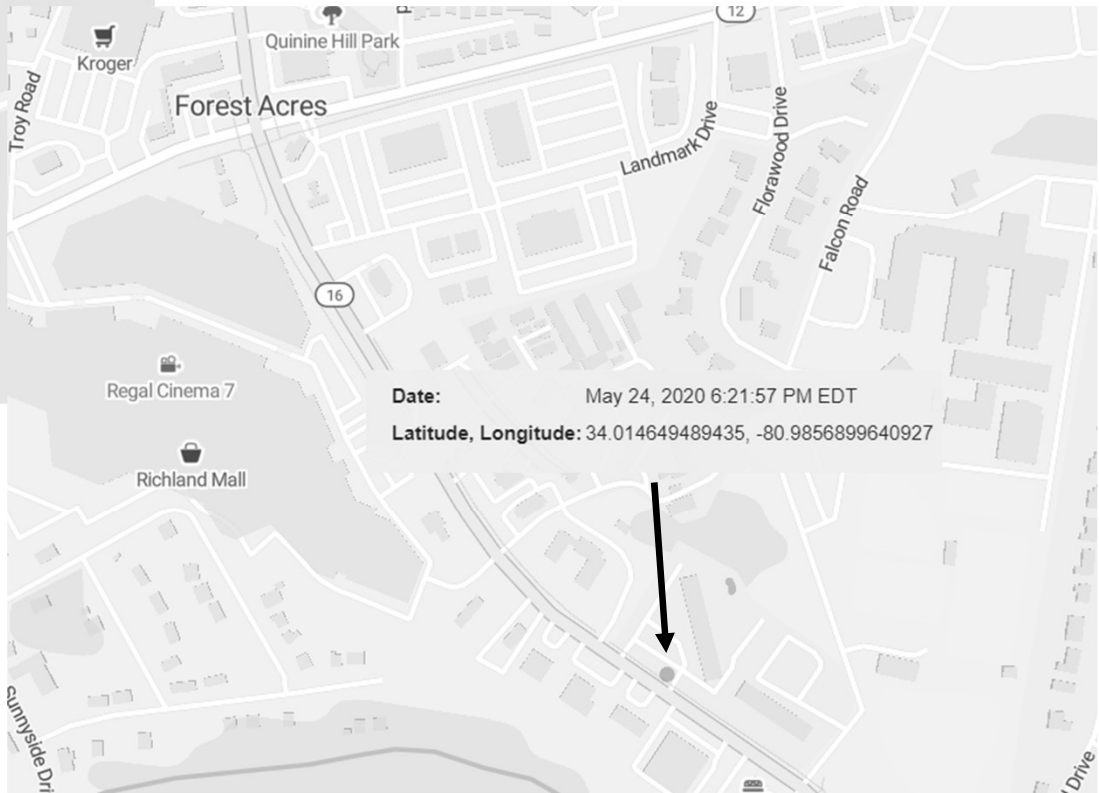 12
Quinine Hill Park
Kroger
Troy Road
Forest Acres
Landmark Drive
Florawood Drive
Falcon Road
16
Regal Cinema 7
Date: May 24, 2020 6:21:57 PM EDT
Latitude, Longitude: 34.014649489435, -80.9856899640927
Richland Mall
Sunnyside Dri
Drive